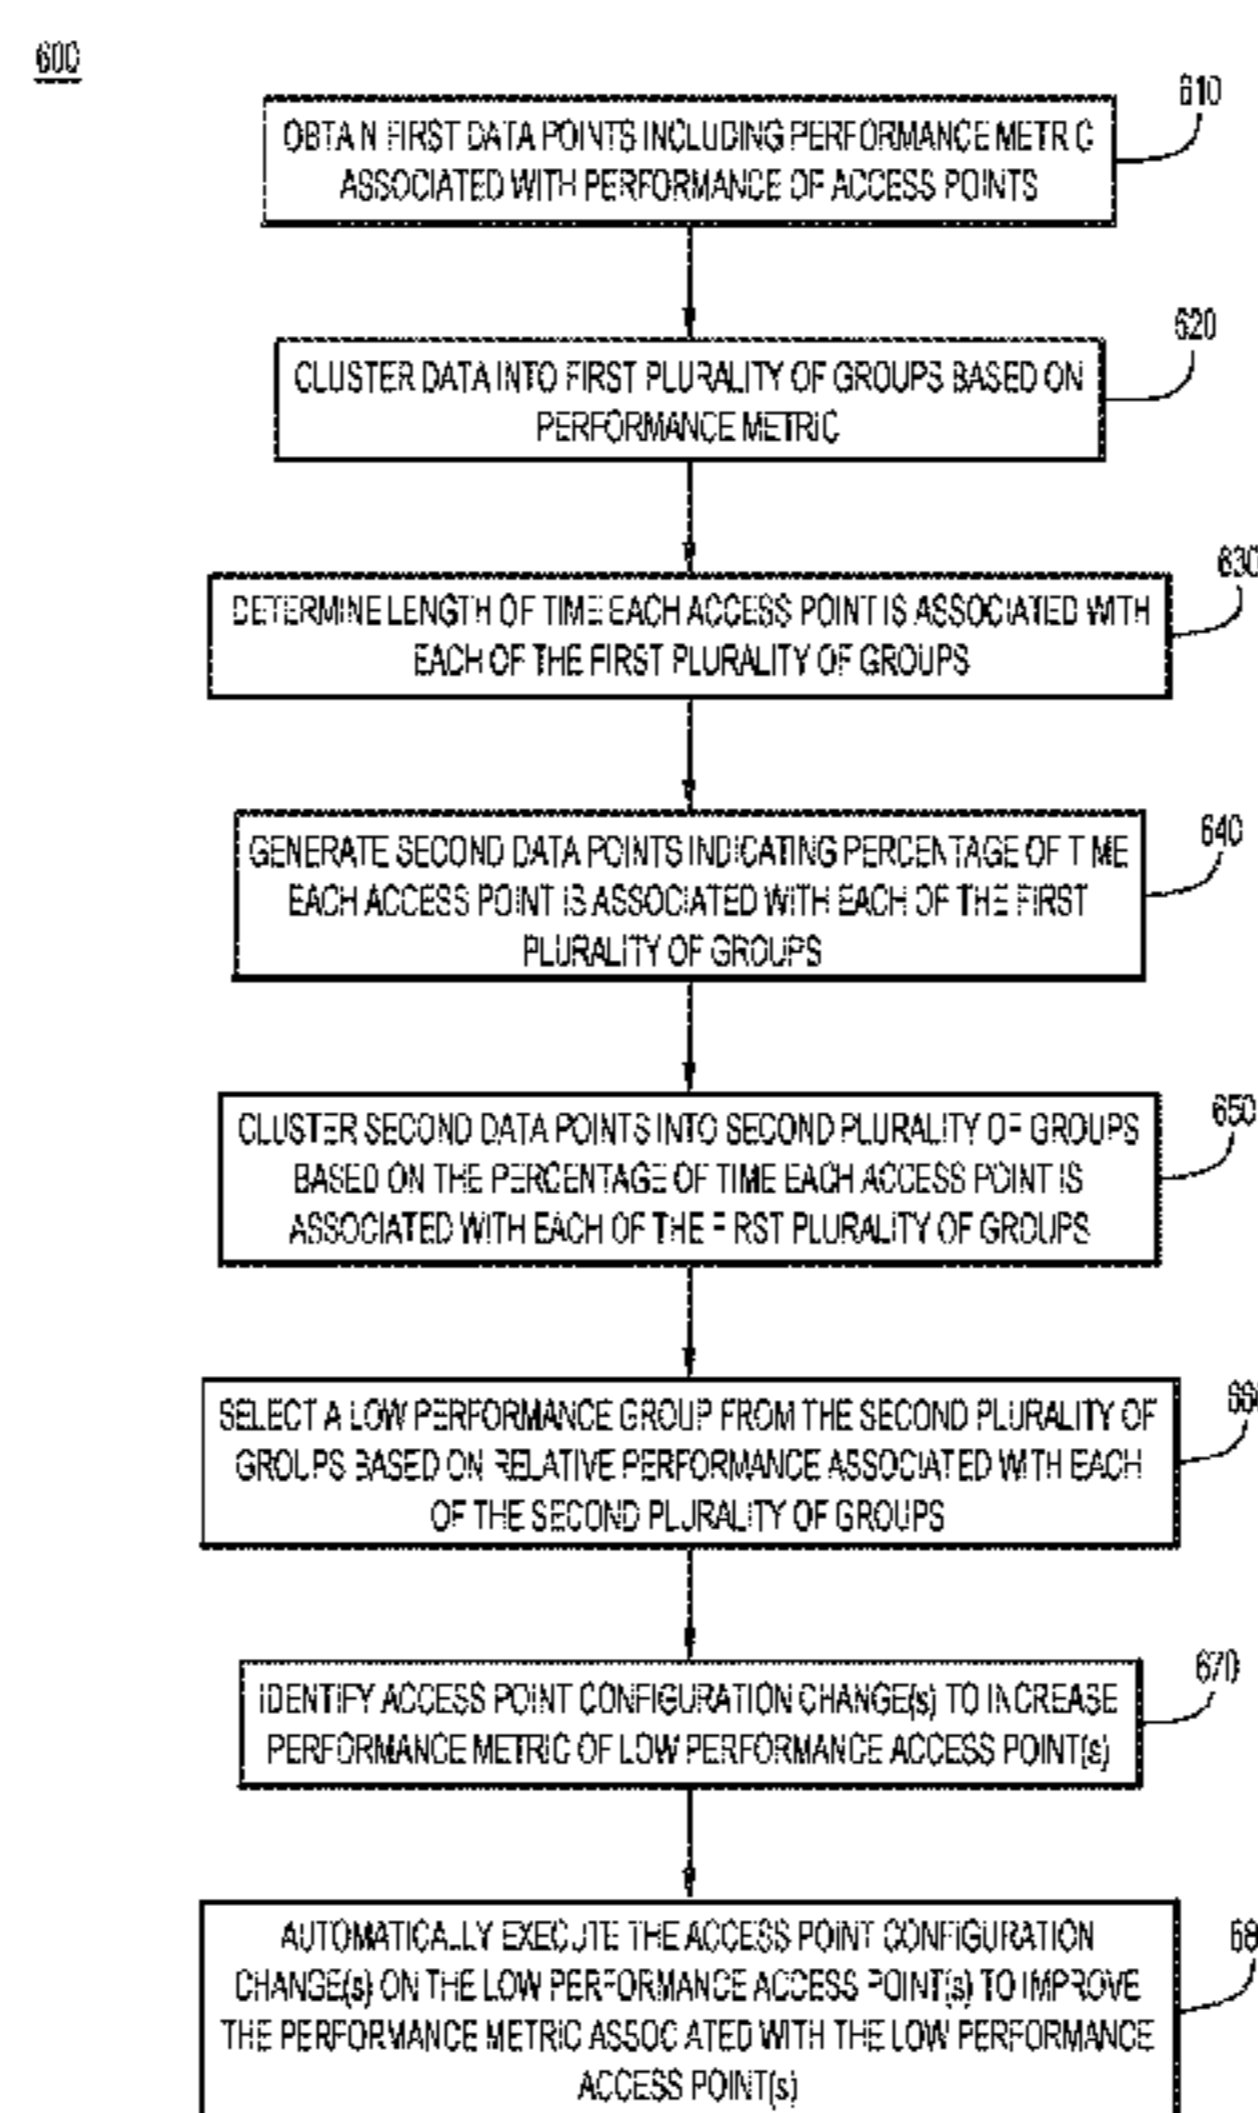 600
610
OBTAIN FIRST DATA POINTS INCLUDING PERFORMANCE METRIC
ASSOCIATED WITH PERFORMANCE OF ACCESS POINTS
620
CLUSTER DATA INTO FIRST PLURALITY OF GROUPS BASED ON
PERFORMANCE METRIC
630
DETERMINE LENGTH OF TIME EACH ACCESS POINT IS ASSOCIATED WITH
EACH OF THE FIRST PLURALITY OF GROUPS
640
GENERATE SECOND DATA POINTS INDICATING PERCENTAGE OF TIME
EACH ACCESS POINT IS ASSOCIATED WITH EACH OF THE FIRST
PLURALITY OF GROUPS
650
CLUSTER SECOND DATA POINTS INTO SECOND PLURALITY OF GROUPS
BASED ON THE PERCENTAGE OF TIME EACH ACCESS POINT IS
ASSOCIATED WITH EACH OF THE FIRST PLURALITY OF GROUPS
660
SELECT A LOW PERFORMANCE GROUP FROM THE SECOND PLURALITY OF
GROUPS BASED ON RELATIVE PERFORMANCE ASSOCIATED WITH EACH
OF THE SECOND PLURALITY OF GROUPS
670
IDENTIFY ACCESS POINT CONFIGURATION CHANGE(s) TO INCREASE
PERFORMANCE METRIC OF LOW PERFORMANCE ACCESS POINT(s)
68
AUTOMATICALLY EXECUTE THE ACCESS POINT CONFIGURATION
CHANGE(s) ON THE LOW PERFORMANCE ACCESS POINT(s) TO IMPROVE
THE PERFORMANCE METRIC ASSOCIATED WITH THE LOW PERFORMANCE
ACCESS POINT(s)